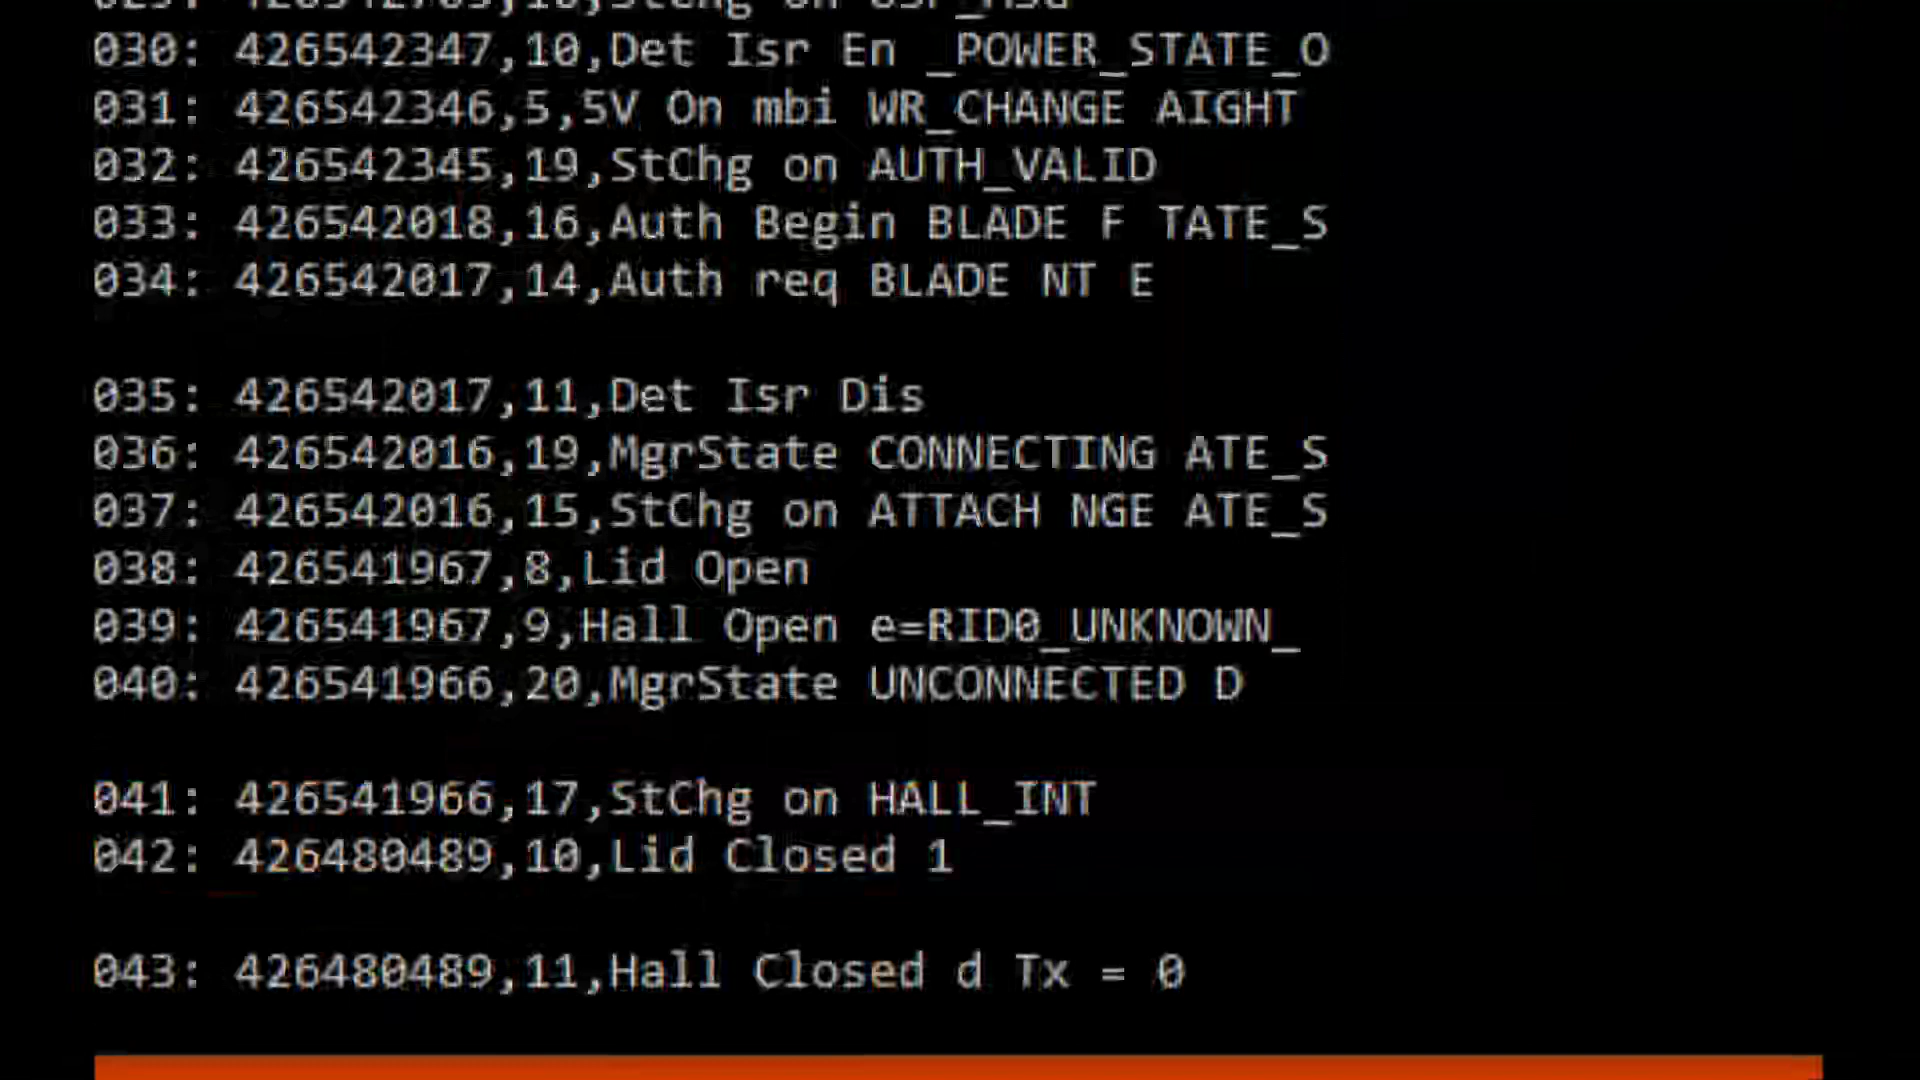 030: 426542347,10,Det Isr En _POWER_STATE_O
031: 426542346,5,5V On mbi WR_CHANGE AIGHT
032: 426542345,19,StChg on AUTH_VALID
033: 426542018,16,Auth Begin BLADE F TATE_S
034: 426542017,14,Auth req BLADE NT E
035: 426542017,11,Det Isr Dis
036: 426542016,19,MgrState CONNECTING ATE_S
037: 426542016,15,StChg on ATTACH NGE ATE_S
038: 426541967,8,Lid Open
039: 426541967,9,Hall Open e=RID0_UNKNOWN_
040: 426541966,20,MgrState UNCONNECTED D
041: 426541966,17,StChg on HALL_INT
042: 426480489,10,Lid Closed 1
043: 426480489,11,Hall Closed d Tx = 0